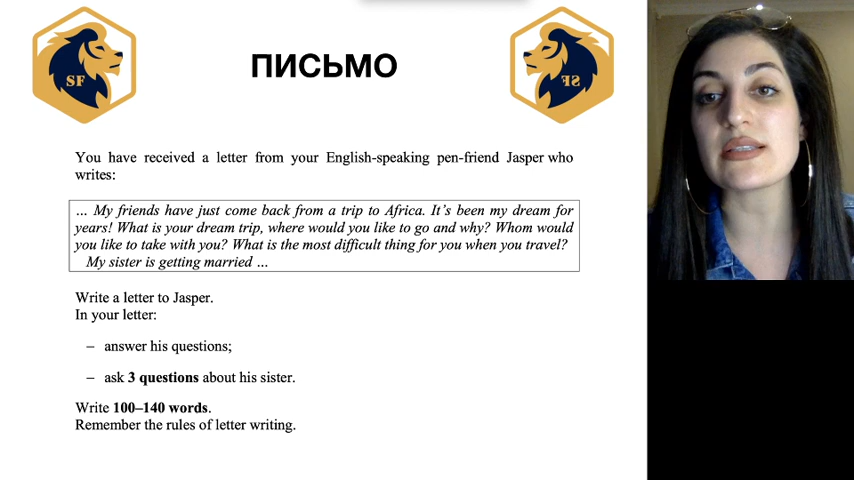 ПИСЬМО
SF
SF
You have received a letter from your English-speaking pen-friend Jasper who
writes:
... My friends have just come back from a trip to Africa. It's been my dream for
years! What is your dream trip, where would you like to go and why? Whom would
you like to take with you? What is the most difficult thing for you when you travel?
My sister is getting married ...
Write a letter to Jasper.
In your letter:
– answer his questions;
– ask 3 questions about his sister.
Write 100–140 words.
Remember the rules of letter writing.